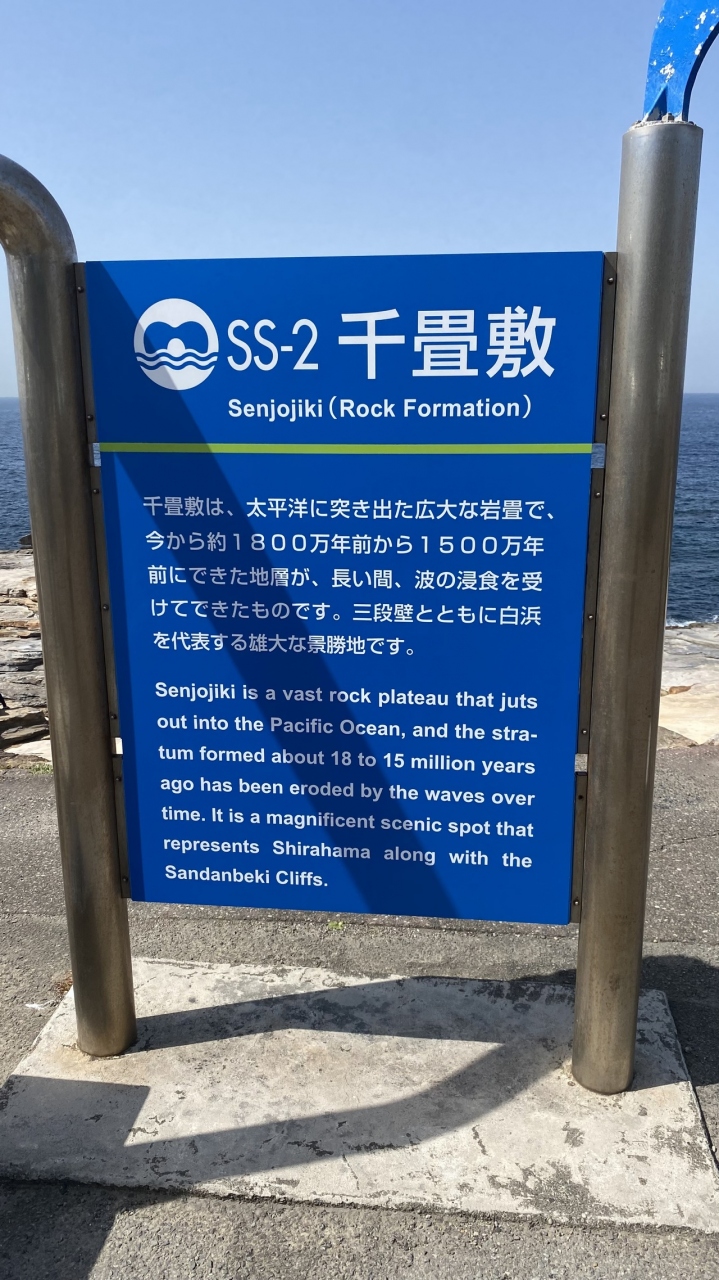 SS-2 千畳敷
Senjojiki（Rock Formation）
千畳敷は、太平洋に突き出た広大な岩畳で、
今から約１８００万年前から１５００万年
前にできた地層が、長い間、波の浸食を受
けてできたものです。三段壁とともに白浜
を代表する雄大な景勝地です。
Senjojiki is a vast rock plateau that juts
out into the Pacific Ocean, and the stra-
tum formed about 18 to 15 million years
ago has been eroded by the waves over
time. It is a magnificent scenic spot that
represents Shirahama along with the
Sandanbeki Cliffs.